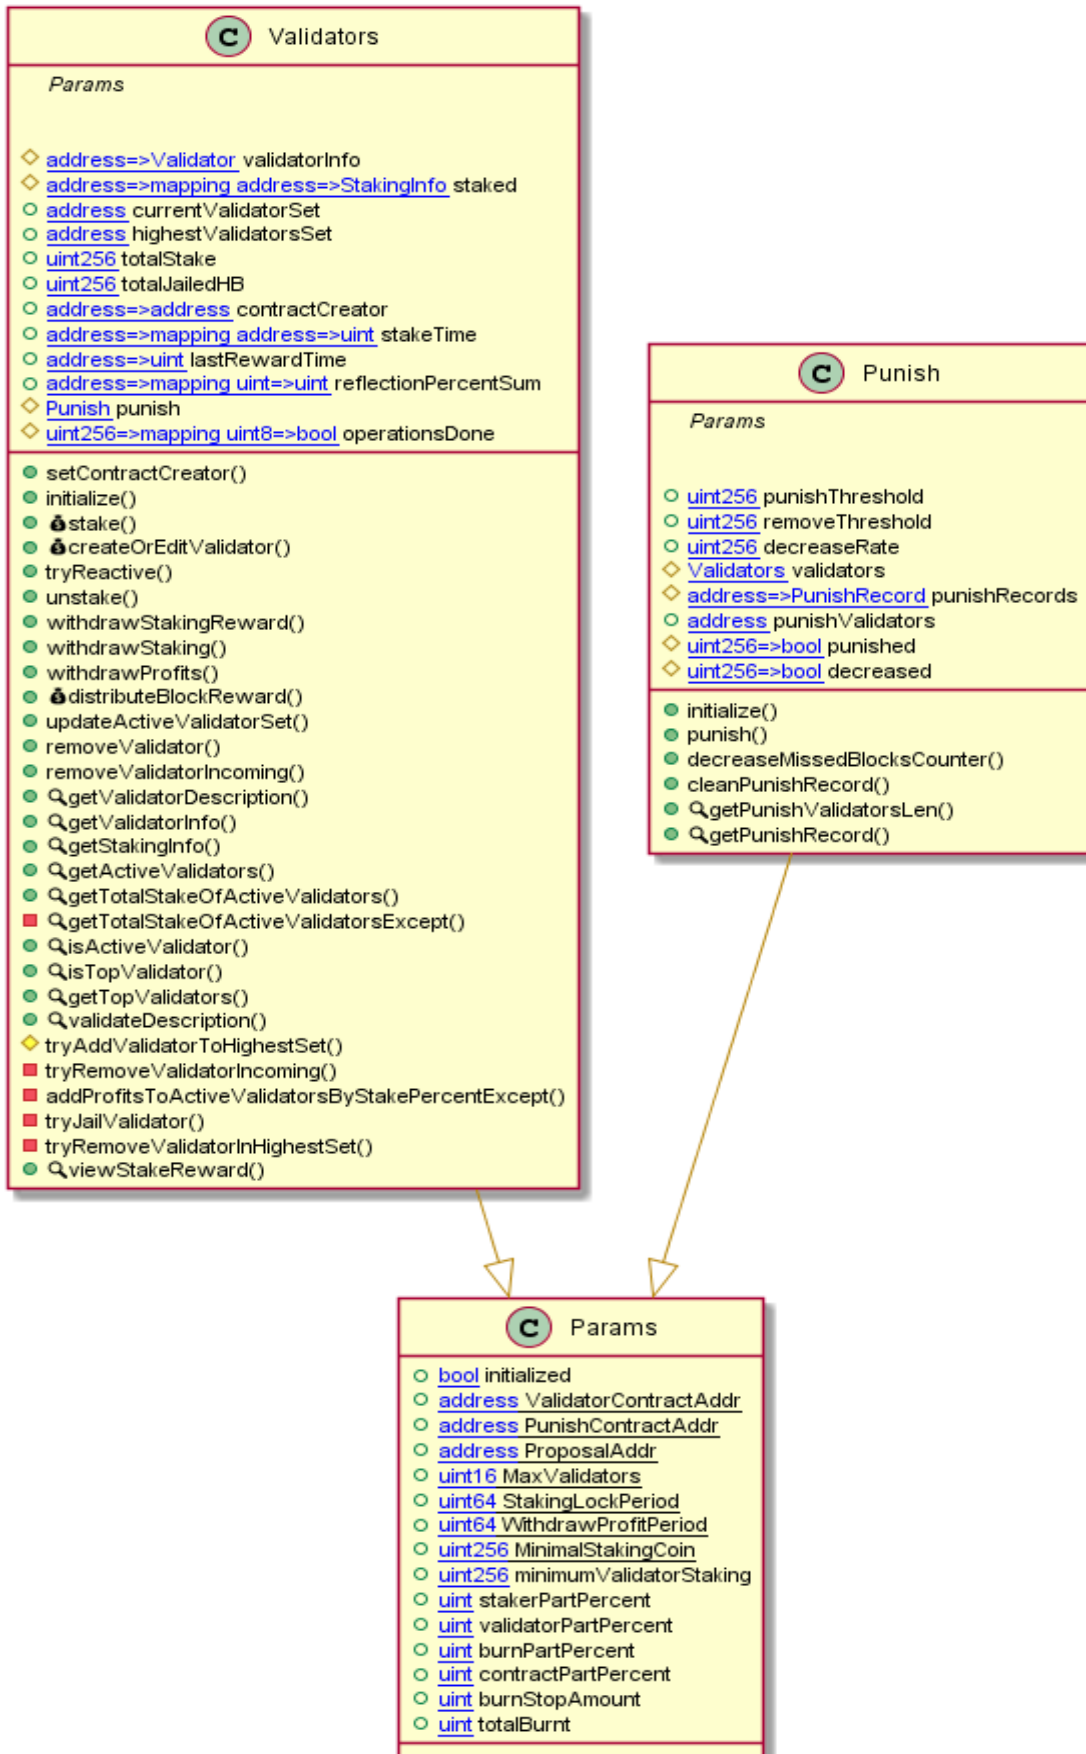 C Validators
Params
address=>Validator validatorInfo
address=>mapping address=>StakingInfo staked
address currentValidatorSet
address highestValidatorsSet
uint256 totalStake
uint256 totalJailedHB
address=>address contractCreator
address=>mapping address=>uint stakeTime
address=>uint lastRewardTime
address=>mapping uint=>uint reflectionPercentSum
Punish punish
uint256=>mapping uint8=>bool operationsDone
setContractCreator()
initialize()
stake()
createOrEditValidator()
tryReactive()
unstake()
withdrawStakingReward()
withdrawStaking()
withdrawProfits()
distributeBlockReward()
updateActiveValidatorSet()
removeValidator()
removeValidatorIncoming()
getValidatorDescription()
getValidatorInfo()
getStakingInfo()
getActiveValidators()
getTotalStakeOfActiveValidators()
getTotalStakeOfActiveValidatorsExcept()
isActiveValidator()
isTopValidator()
getTopValidators()
validateDescription()
tryAddValidatorToHighestSet()
tryRemoveValidatorIncoming()
addProfitsToActiveValidatorsByStakePercentExcept()
tryJailValidator()
tryRemoveValidatorInHighestSet()
viewStakeReward()
C Punish
Params
uint256 punishThreshold
uint256 removeThreshold
uint256 decreaseRate
Validators validators
address=>PunishRecord punishRecords
address punishValidators
uint256=>bool punished
uint256=>bool decreased
initialize()
punish()
decreaseMissedBlocksCounter()
cleanPunishRecord()
getPunishValidatorsLen()
getPunishRecord()
C Params
bool initialized
address ValidatorContractAddr
address PunishContractAddr
address ProposalAddr
uint16 MaxValidators
uint64 StakingLockPeriod
uint64 WithdrawProfitPeriod
uint256 MinimalStakingCoin
uint256 minimumValidatorStaking
uint stakerPartPercent
uint validatorPartPercent
uint burnPartPercent
uint contractPartPercent
uint burnStopAmount
uint totalBurnt